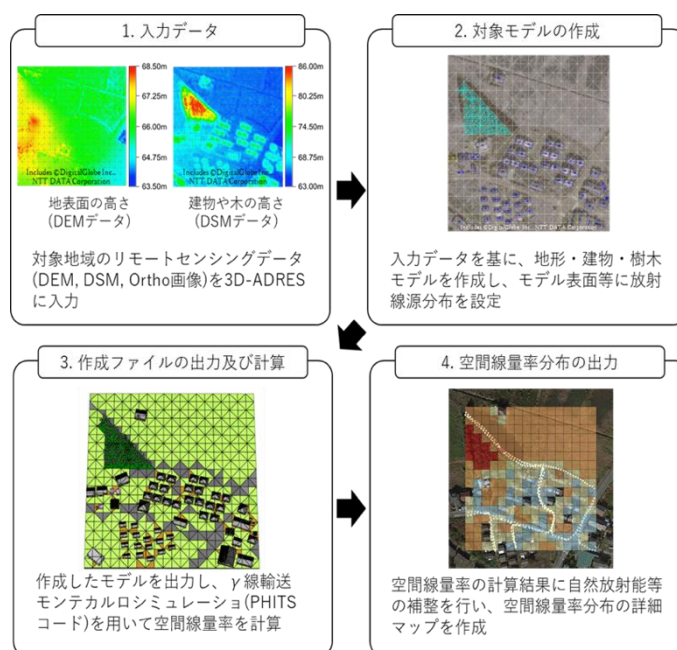 1. 入力データ
68.50m
67.25m
66.00m
64.75m
63.50m
86.00m
80.25m
74.50m
68.75m
63.00m
Includes ©DigitalGlobe Inc.,
NTT DATA Corporation
Includes ©DigitalGlobe Inc.,
NTT DATA Corporation
地表面の高さ
(DEMデータ)
建物や木の高さ
(DSMデータ)
対象地域のリモートセンシングデータ
(DEM, DSM, Ortho画像)を3D-ADRES
に入力
2. 対象モデルの作成
Includes ©DigitalGlobe Inc.,
NTT DATA Corporation
入力データを基に、地形・建物・樹木
モデルを作成し、モデル表面等に放射
線源分布を設定
3. 作成ファイルの出力及び計算
作成したモデルを出力し、γ線輸送
モンテカルロシミュレーショ(PHITS
コード)を用いて空間線量率を計算
4. 空間線量率分布の出力
空間線量率の計算結果に自然放射能等
の補整を行い、空間線量率分布の詳細
マップを作成